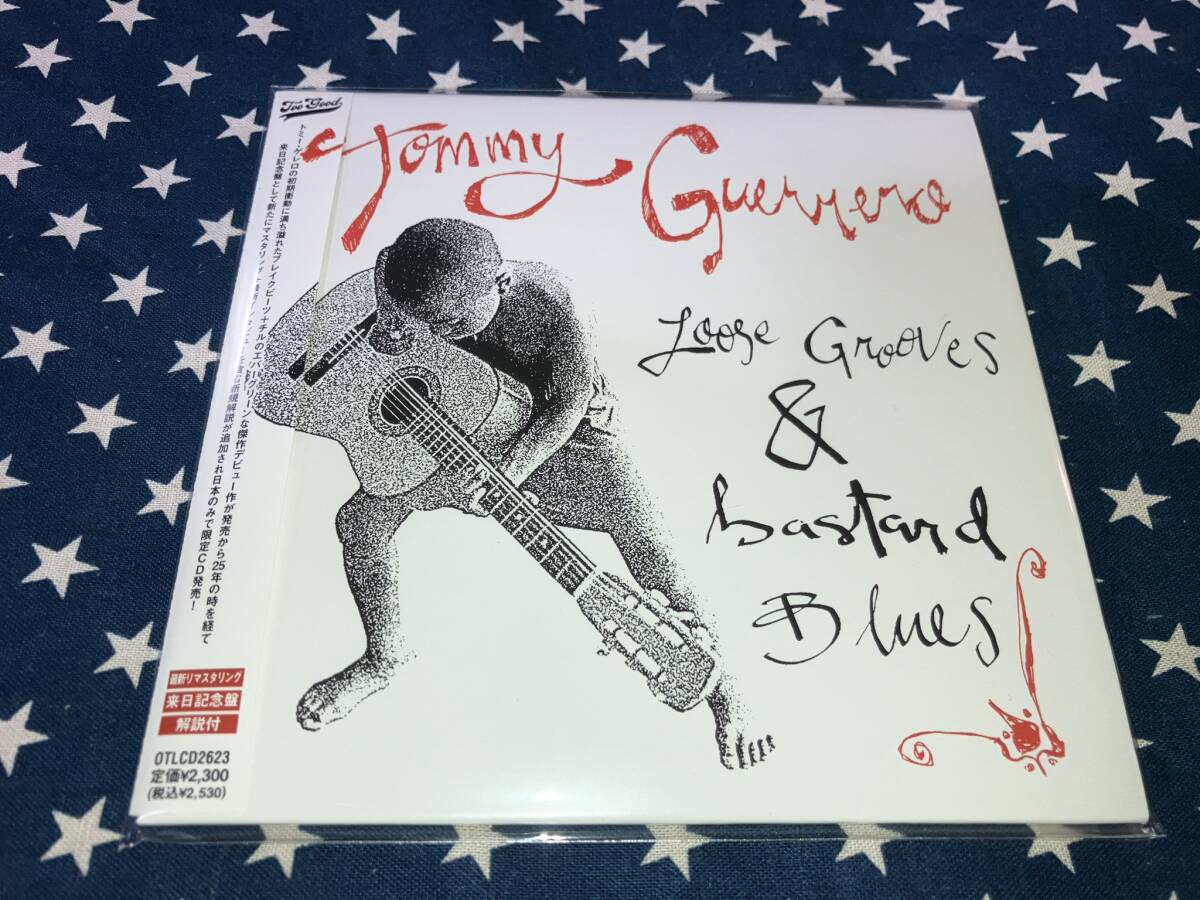 Too Good
トミー・ゲレロの初期衝動に満ち溢れたブレイクビーツ+チルのエバーグリーンな傑作デビュー作が発売から25年の時を経て
来日記念盤として新たにマスタリング
新規解説が追加され日本のみで限定CD発売!
最新リマスタリング
来日記念盤
解説付
OTLCD2623
定価¥2,300
(税込¥2,530)
Tommy Guerrero
Loose Grooves
&
bastard
Blues